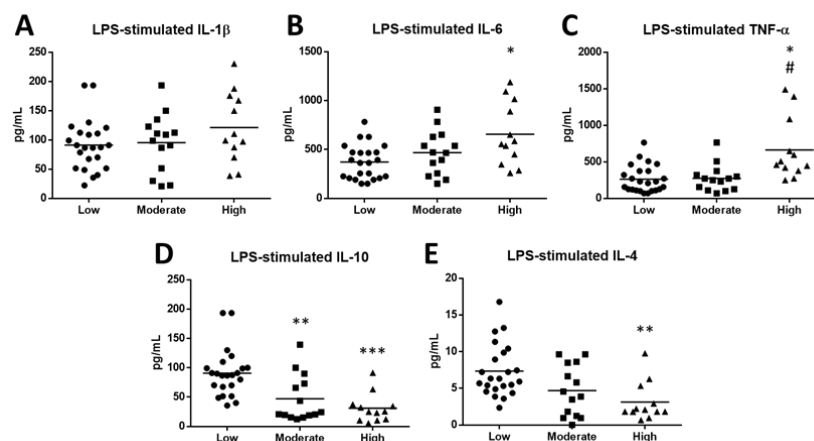 A
LPS-stimulated IL-1β
pg/mL
250
200
150
100
50
0
Low
Moderate
High
B
LPS-stimulated IL-6
pg/mL
1500
1000
500
0
*
Low
Moderate
High
C
LPS-stimulated TNF-α
pg/mL
2000
1500
1000
500
0
*
#
Low
Moderate
High
D
LPS-stimulated IL-10
pg/mL
250
200
150
100
50
0
**
***
Low
Moderate
High
E
LPS-stimulated IL-4
pg/mL
20
15
10
5
0
**
Low
Moderate
High